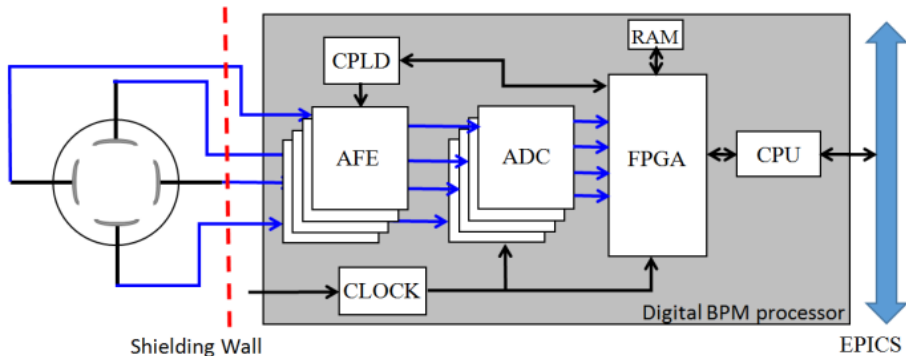 RAM
CPLD
AFE
ADC
FPGA
CPU
CLOCK
Digital BPM processor
Shielding Wall
EPICS